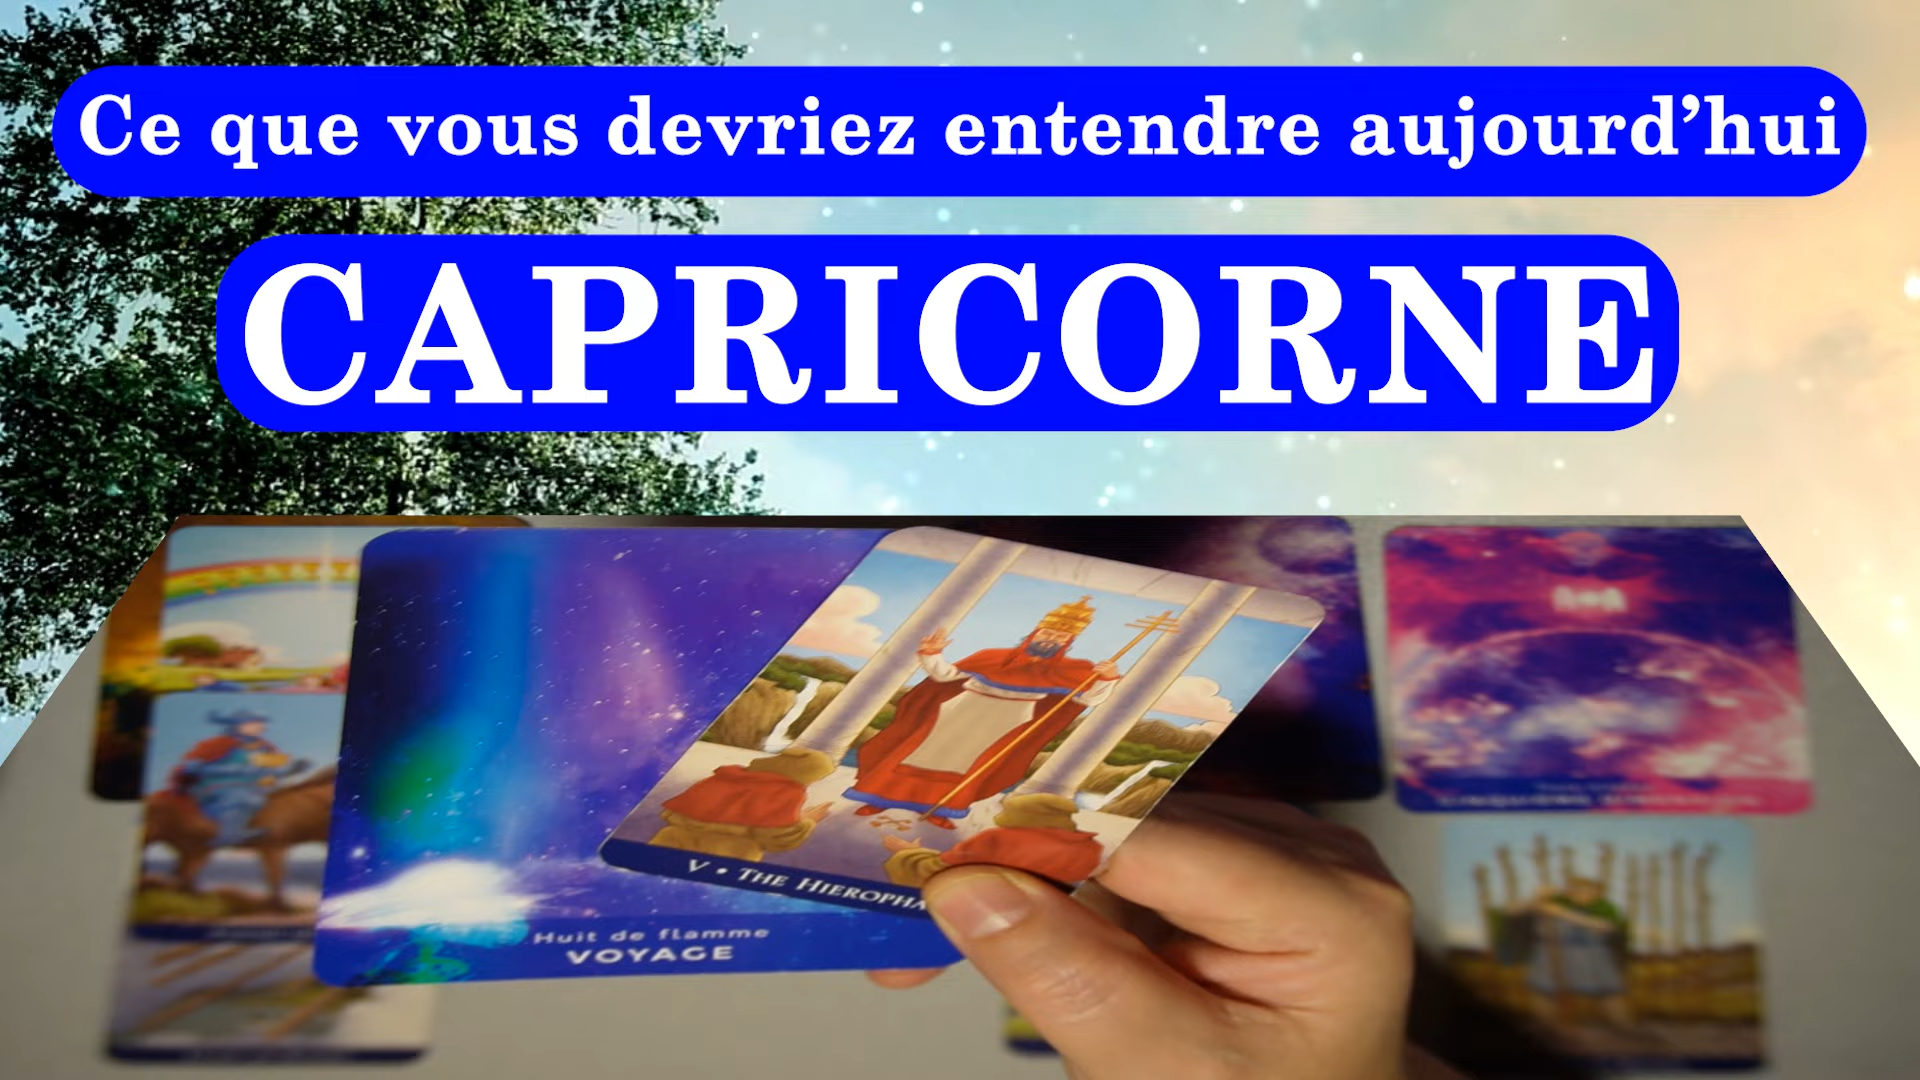 Ce que vous devriez entendre aujourd’hui
CAPRICORNE
V • THE HIEROPHA
Huit de flamme
VOYAGE